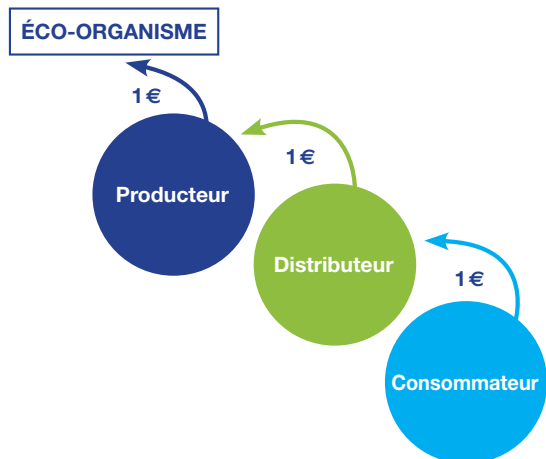 ÉCO-ORGANISME
1 €
Producteur
1 €
Distributeur
1 €
Consommateur